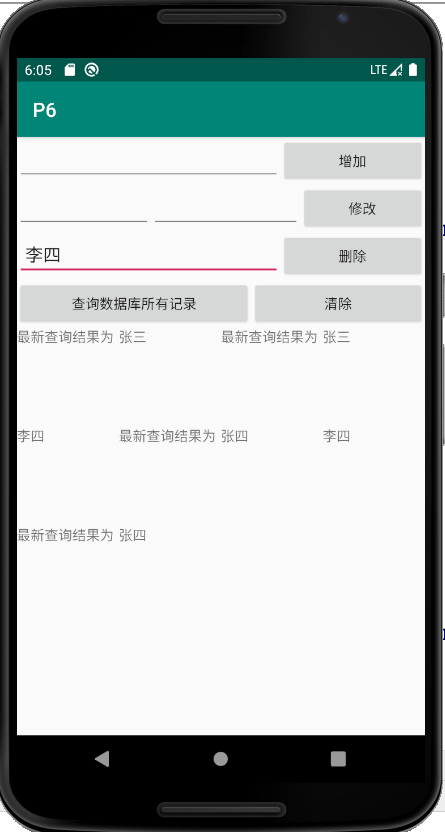 6:05 LTE
P6
增加
修改
李四 删除
查询数据库所有记录 清除
最新查询结果为 张三 最新查询结果为 张三
李四 最新查询结果为 张四 李四
最新查询结果为 张四